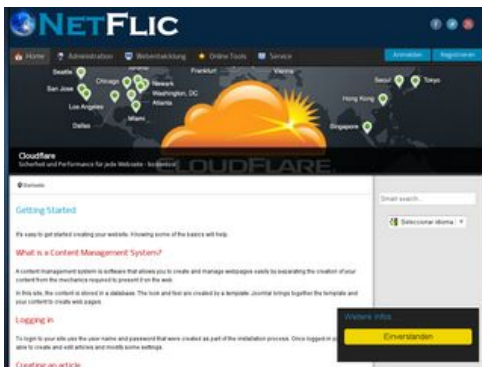 NETFLIC
Home Administration Webentwicklung Online Tools Service Anmelden Registrieren
Seattle Chicago Newark Frankfurt Vienna Seoul Tokyo
San Jose Washington, DC
Los Angeles Atlanta Hong Kong
Dallas Miami Singapore
CLOUDFLARE
Cloudflare
Sicherheit und Performance für jede Webseite - kostenlos!
Startseite
Getting Started
It's easy to get started creating your website. Knowing some of the basics will help.
What is a Content Management System?
A content management system is software that allows you to create and manage webpages easily by separating the creation of your
content from the mechanics required to present it on the web.
In this site, the content is stored in a database. The look and feel are created by a template. Joomla! brings together the template and
your content to create web pages.
Logging in
To login to your site use the user name and password that were created as part of the installation process. Once logged in you
able to create and edit articles and modify some settings.
Creating an article
search...
Seleccionar idioma
Weitere Infos
Einverstanden